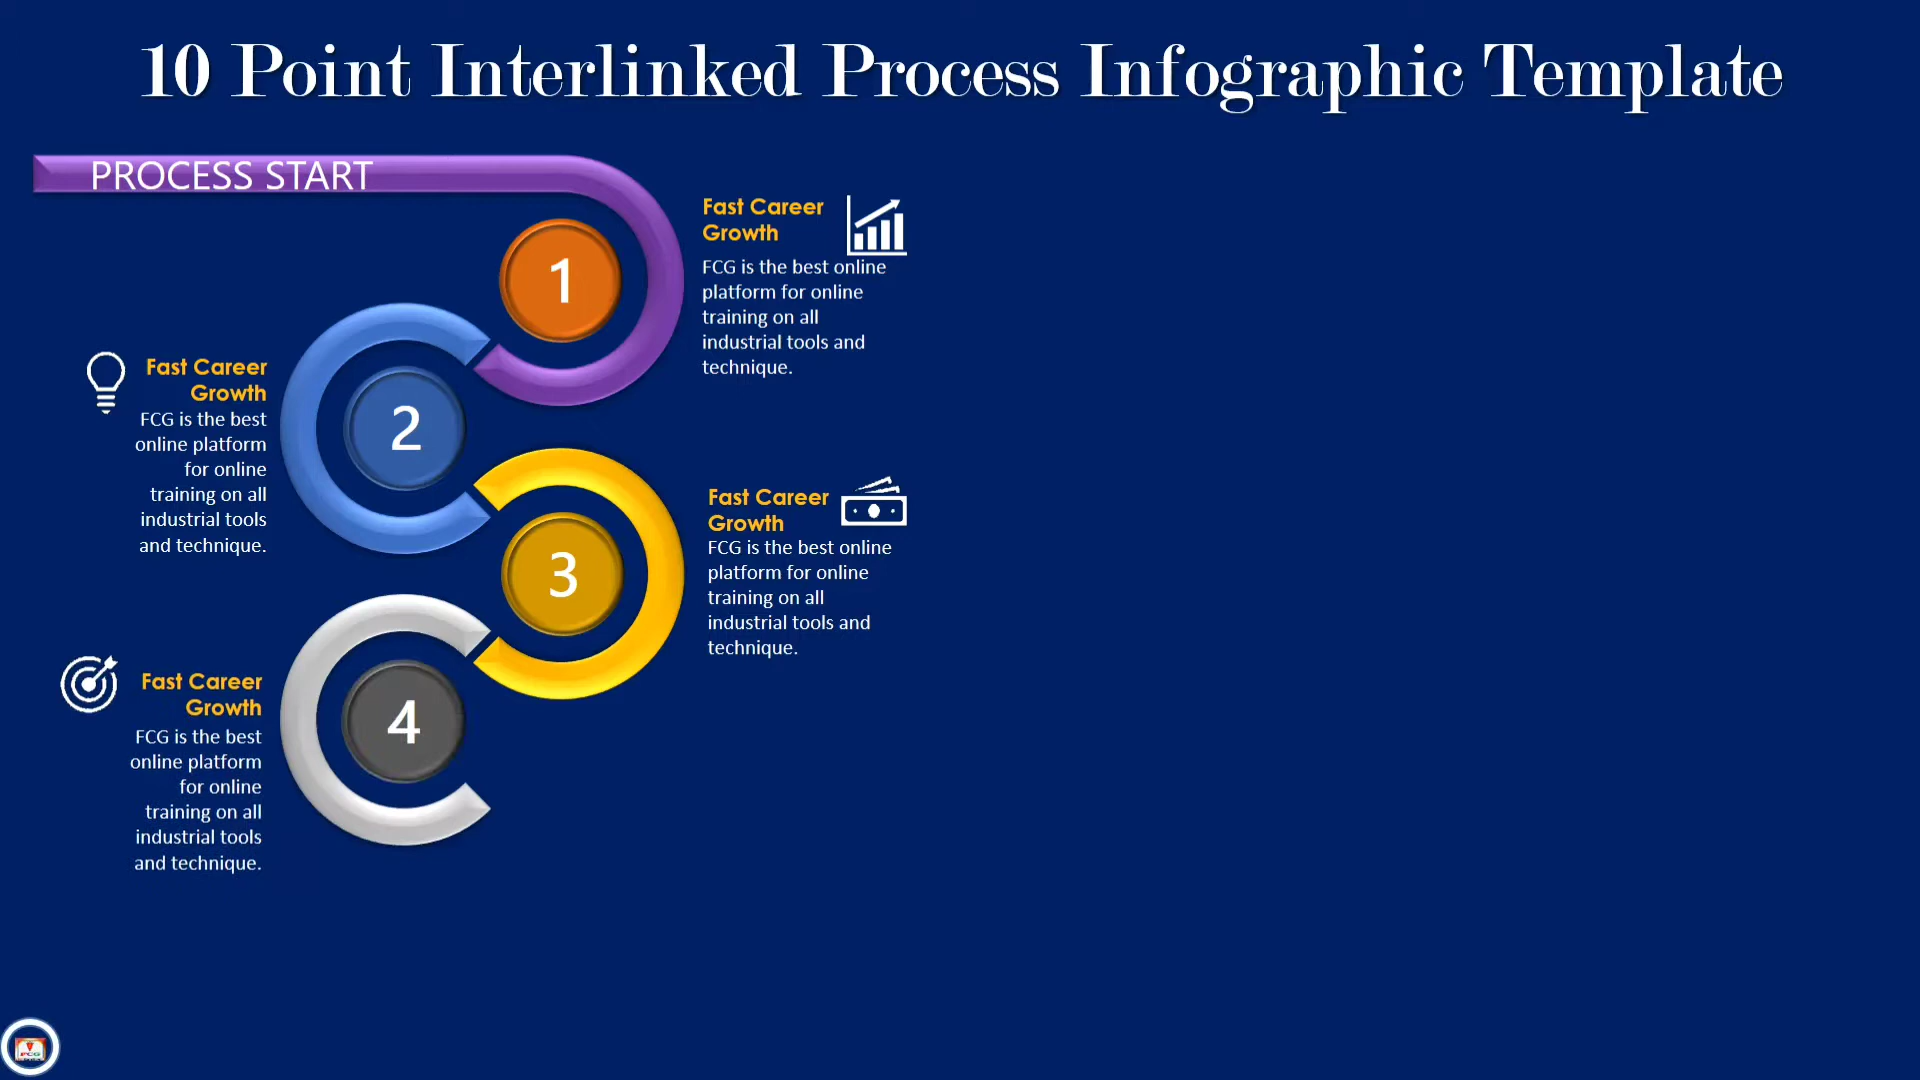 10 Point Interlinked Process Infographic Template
PROCESS START
1
Fast Career
Growth
FCG is the best online
platform for online
training on all
industrial tools and
technique.
2
Fast Career
Growth
FCG is the best
online platform
for online
training on all
industrial tools
and technique.
3
Fast Career
Growth
FCG is the best online
platform for online
training on all
industrial tools and
technique.
4
Fast Career
Growth
FCG is the best
online platform
for online
training on all
industrial tools
and technique.
FCG